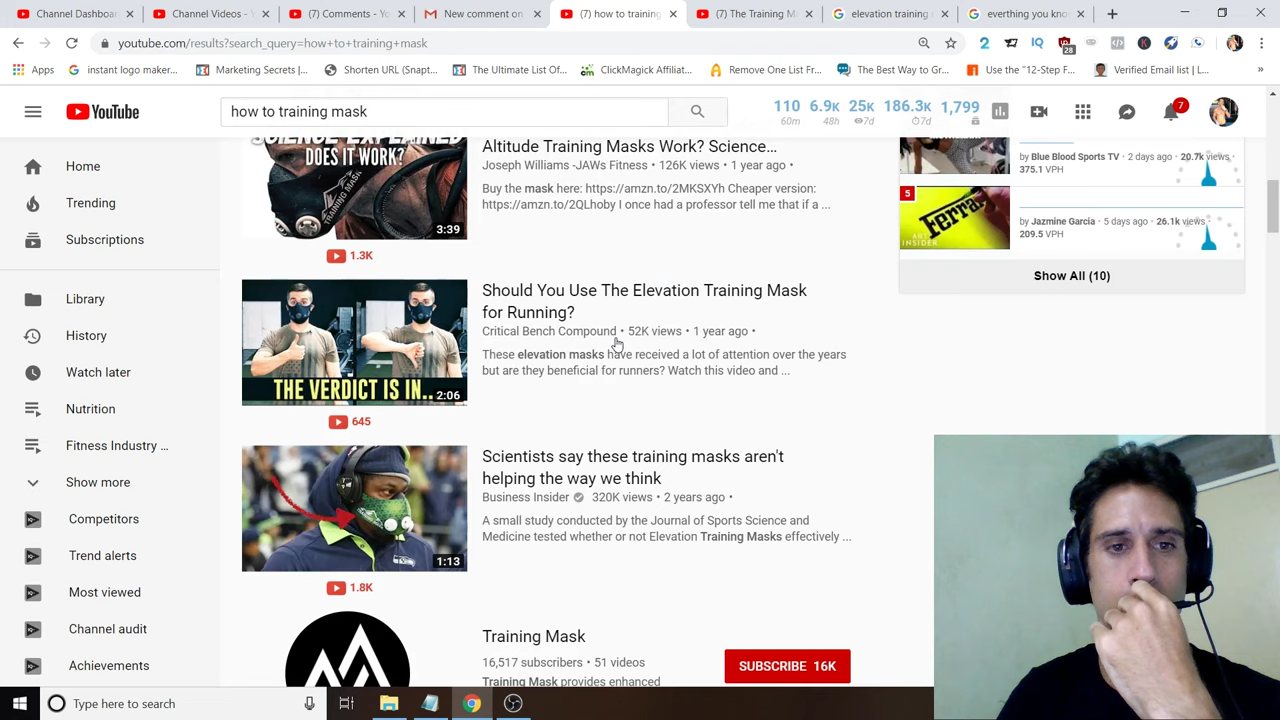 Channel Dashboard
Channel Videos - Y
(7) Comments - Yo
New comment on
(7) how to training
(7) The Training M
elevation training
everthing you kno
youtube.com/results?search_query=how+to+training+mask
28
Apps
instant logo maker...
Marketing Secrets |...
Shorten URL (Snapt...
The Ultimate List Of...
ClickMagick Affiliat...
Remove One List Fr...
The Best Way to Gr...
Use the "12-Step F...
Verified Email list | L...
YouTube
how to training mask
110
60m
6.9K
48h
25K
7d
186.3K
7d
1,799
7
Home
Trending
Subscriptions
Library
History
Watch later
Nutrition
Fitness Industry ...
Show more
Competitors
Trend alerts
Most viewed
Channel audit
Achievements
SCIENCE EXPLAINED
DOES IT WORK?
TRAINING MASK
3:39
1.3K
Altitude Training Masks Work? Science...
Joseph Williams -JAWs Fitness • 126K views • 1 year ago •
Buy the mask here: https://amzn.to/2MKSXYh Cheaper version:
https://amzn.to/2QLhoby I once had a professor tell me that if a ...
THE VERDICT IS IN..
2:06
645
Should You Use The Elevation Training Mask
for Running?
Critical Bench Compound • 52K views • 1 year ago •
These elevation masks have received a lot of attention over the years
but are they beneficial for runners? Watch this video and ...
1:13
1.8K
Scientists say these training masks aren't
helping the way we think
Business Insider 320K views • 2 years ago •
A small study conducted by the Journal of Sports Science and
Medicine tested whether or not Elevation Training Masks effectively ...
Training Mask
16,517 subscribers • 51 videos
Training Mask provides enhanced
SUBSCRIBE 16K
by Blue Blood Sports TV • 2 days ago • 20.7k views •
375.1 VPH
5
Ferra
INSIDER
by Jazmine Garcia • 5 days ago • 26.1k views •
209.5 VPH
Show All (10)
Type here to search